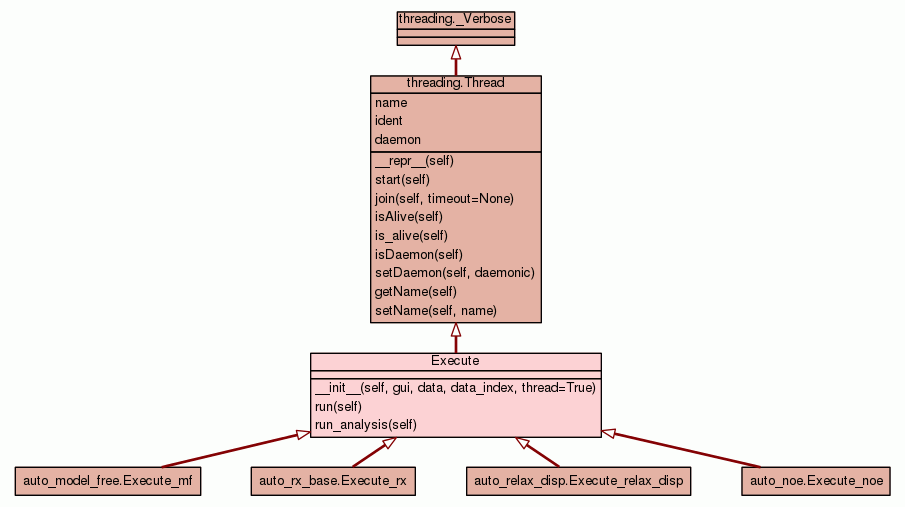 threading._Verbose
threading.Thread
name
ident
daemon
__repr__(self)
start(self)
join(self, timeout=None)
isAlive(self)
is_alive(self)
isDaemon(self)
setDaemon(self, daemonic)
getName(self)
setName(self, name)
Execute
__init__(self, gui, data, data_index, thread=True)
run(self)
run_analysis(self)
auto_model_free.Execute_mf
auto_rx_base.Execute_rx
auto_relax_disp.Execute_relax_disp
auto_noe.Execute_noe